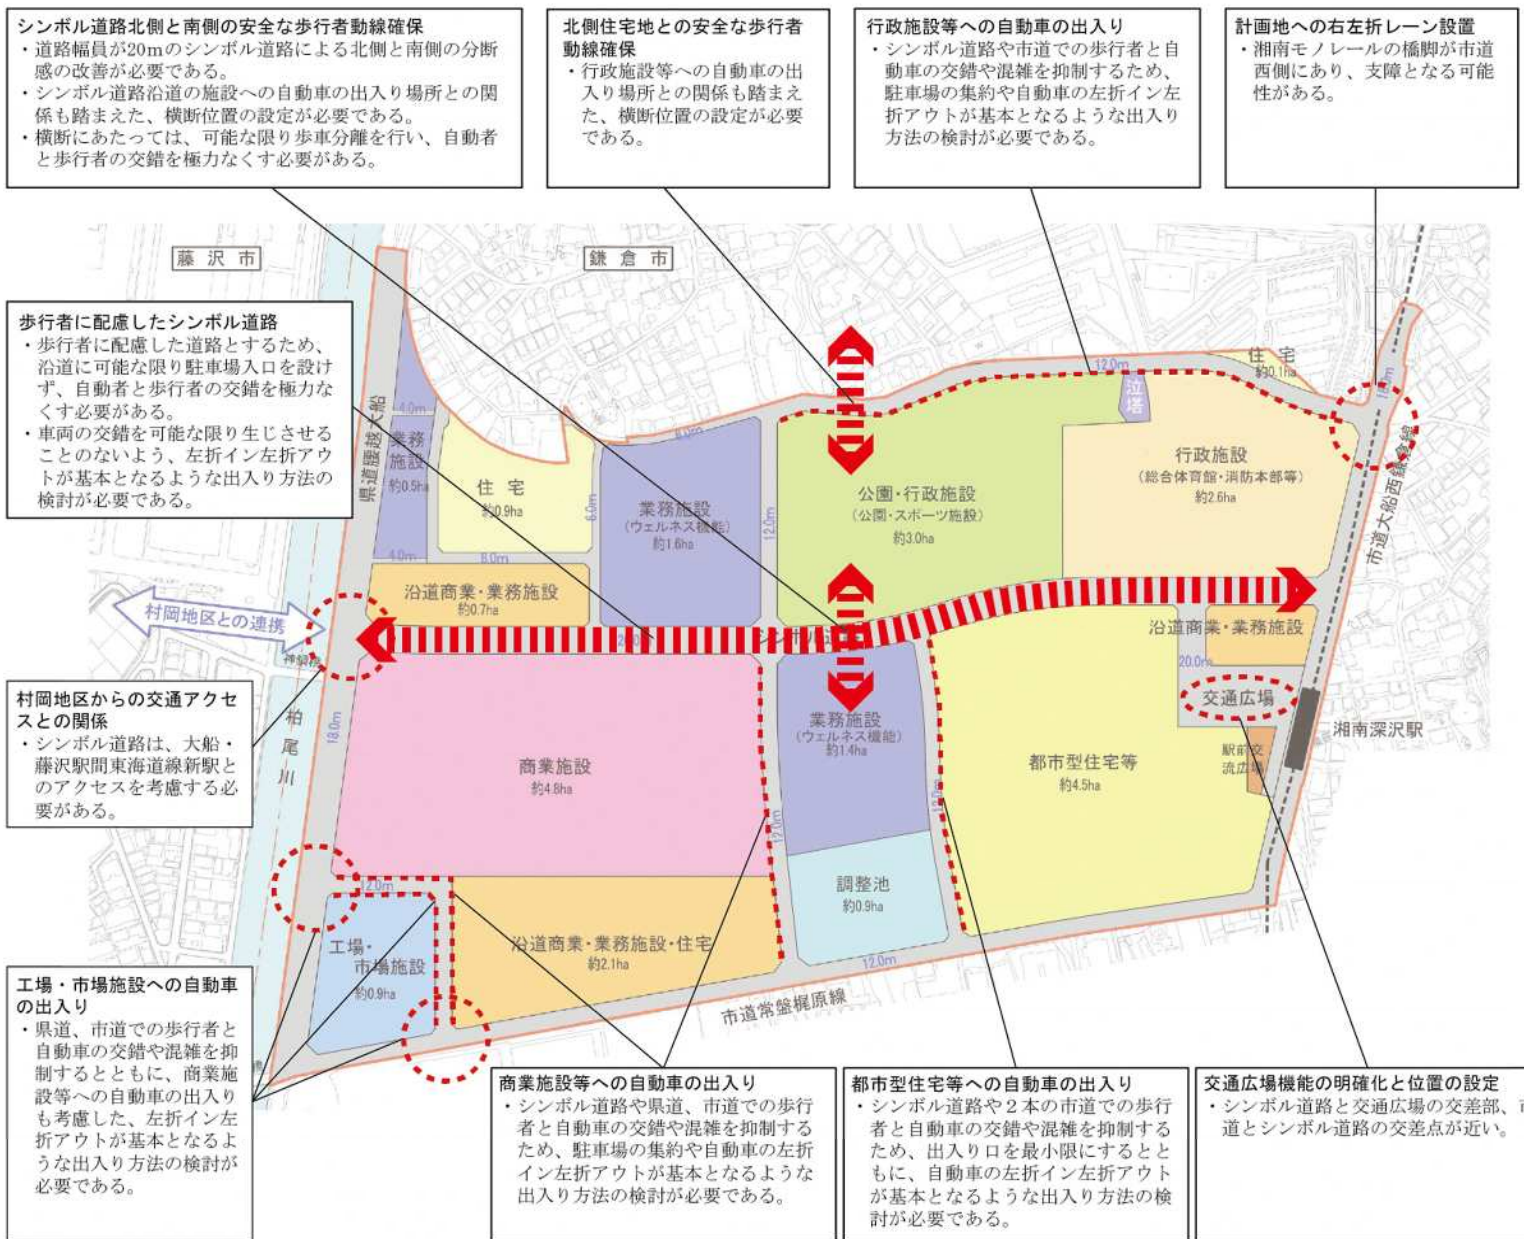 シンボル道路北側と南側の安全な歩行者動線確保
・道路幅員が20mのシンボル道路による北側と南側の分断
感の改善が必要である。
・シンボル道路沿道の施設への自動車の出入り場所との関
係も踏まえた、横断位置の設定が必要である。
・横断にあたっては、可能な限り歩車分離を行い、自動者
と歩行者の交錯を極力なくす必要がある。
北側住宅地との安全な歩行者
動線確保
・行政施設等への自動車の出
入り場所との関係も踏まえ
た、横断位置の設定が必要
である。
行政施設等への自動車の出入り
・シンボル道路や市道での歩行者と自
動車の交錯や混雑を抑制するため、
駐車場の集約や自動車の左折イン左
折アウトが基本となるような出入り
方法の検討が必要である。
計画地への右左折レーン設置
・湘南モノレールの橋脚が市道
西側にあり、支障となる可能
性がある。
藤沢市
鎌倉市
歩行者に配慮したシンボル道路
・歩行者に配慮した道路とするため、
沿道に可能な限り駐車場入口を設け
ず、自動者と歩行者の交錯を極力な
くす必要がある。
・車両の交錯を可能な限り生じさせる
ことのないよう、左折イン左折アウ
トが基本となるような出入り方法の
検討が必要である。
県道腰越大船
4.0m
業務
施設
約0.5ha
4.0m
住宅
約0.9ha
6.0m
8.0m
6.0m
業務施設
（ウェルネス機能）
約1.6ha
12.0m
公園・行政施設
（公園・スポーツ施設）
約3.0ha
12.0m
泣塔
住宅
約0.1ha
18.0m
行政施設
（総合体育館・消防本部等）
約2.6ha
市道大船西鎌倉線
沿道商業・業務施設
約0.7ha
村岡地区との連携
20.0m
シンボル道路
沿道商業・業務施設
20.0m
交通広場
湘南深沢駅
駅前交
流広場
村岡地区からの交通アクセ
スとの関係
・シンボル道路は、大船・
藤沢駅間東海道線新駅と
のアクセスを考慮する必
要がある。
柏尾川
18.0m
商業施設
約4.8ha
業務施設
（ウェルネス機能）
約1.4ha
12.0m
12.0m
都市型住宅等
約4.5ha
調整池
約0.9ha
12.0m
12.0m
工場・
市場施設
約0.9ha
沿道商業・業務施設・住宅
約2.1ha
市道常盤梶原線
工場・市場施設への自動車
の出入り
・県道、市道での歩行者と
自動車の交錯や混雑を抑
制するとともに、商業施
設等への自動車の出入り
も考慮した、左折イン左
折アウトが基本となるよ
うな出入り方法の検討が
必要である。
商業施設等への自動車の出入り
・シンボル道路や県道、市道での歩行
者と自動車の交錯や混雑を抑制する
ため、駐車場の集約や自動車の左折
イン左折アウトが基本となるような
出入り方法の検討が必要である。
都市型住宅等への自動車の出入り
・シンボル道路や２本の市道での歩行
者と自動車の交錯や混雑を抑制する
ため、出入り口を最小限にするとと
もに、自動車の左折イン左折アウト
が基本となるような出入り方法の検
討が必要である。
交通広場機能の明確化と位置の設定
・シンボル道路と交通広場の交差部、市
道とシンボル道路の交差点が近い。